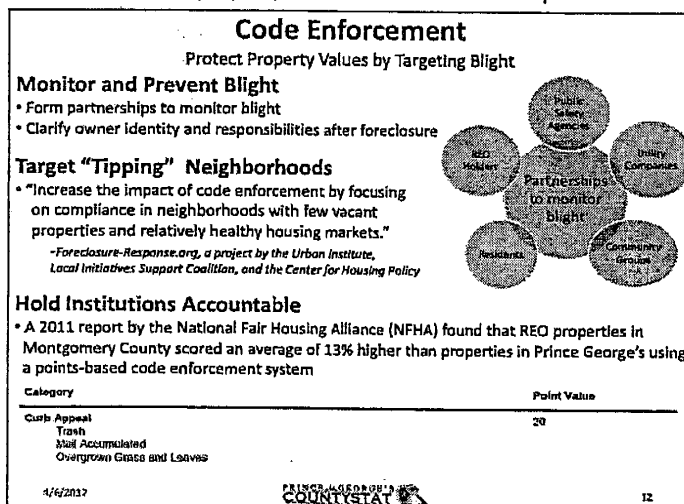 Code Enforcement
Protect Property Values by Targeting Blight
Monitor and Prevent Blight
• Form partnerships to monitor blight
• Clarify owner identity and responsibilities after foreclosure
Target "Tipping" Neighborhoods
• "Increase the impact of code enforcement by focusing
on compliance in neighborhoods with few vacant
properties and relatively healthy housing markets."
-Foreclosure-Response.org, a project by the Urban Institute,
Local Initiatives Support Coalition, and the Center for Housing Policy
Public
Safety
Agencies
REO
Holders
Utility
Companies
Partnerships
to monitor
blight
Residents
Community
Groups
Hold Institutions Accountable
• A 2011 report by the National Fair Housing Alliance (NFHA) found that REO properties in
Montgomery County scored an average of 13% higher than properties in Prince George's using
a points-based code enforcement system
Category Point Value
Curb Appeal 20
Trash
Mail Accumulated
Overgrown Grass and Leaves
4/6/2012 PRINCE GEORGE'S
COUNTYSTAT 12